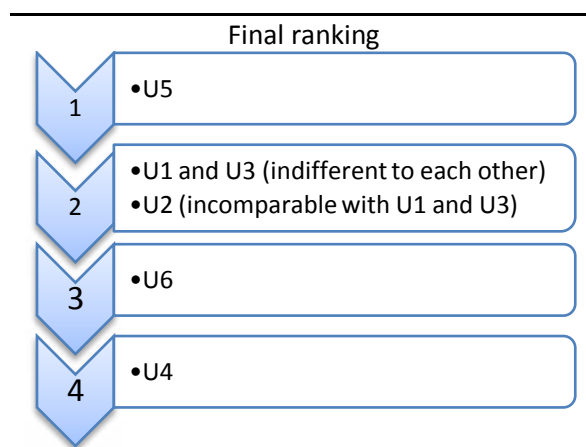 Final ranking
1
•U5
2
•U1 and U3 (indifferent to each other)
•U2 (incomparable with U1 and U3)
3
•U6
4
•U4